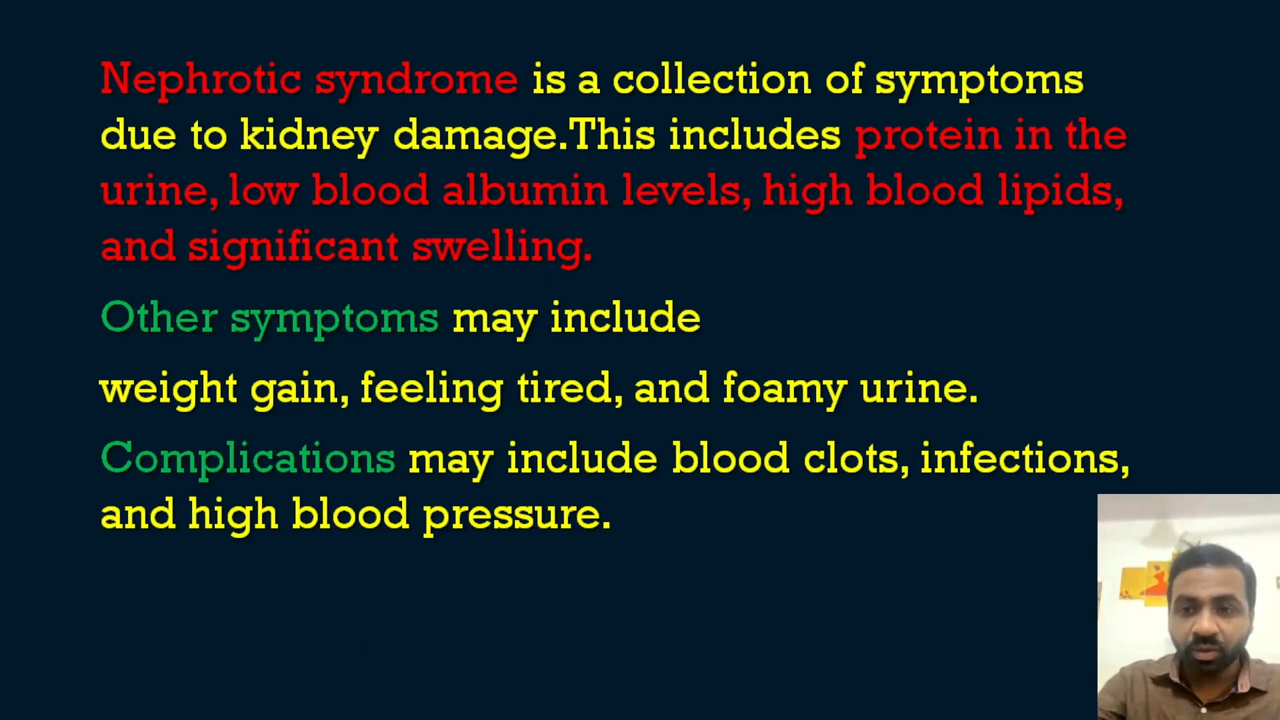 Nephrotic syndrome is a collection of symptoms
due to kidney damage.This includes protein in the
urine, low blood albumin levels, high blood lipids,
and significant swelling.
Other symptoms may include
weight gain, feeling tired, and foamy urine.
Complications may include blood clots, infections,
and high blood pressure.